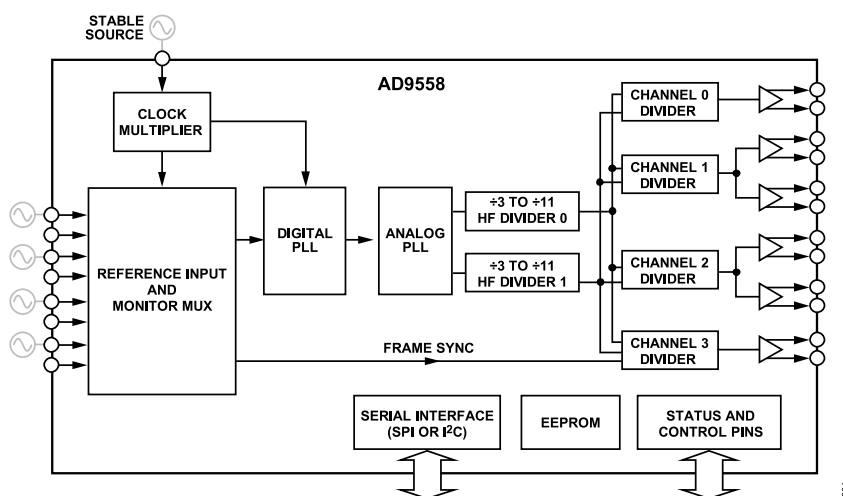 STABLE
SOURCE
AD9558
CLOCK
MULTIPLIER
CHANNEL 0
DIVIDER
CHANNEL 1
DIVIDER
÷3 TO ÷11
HF DIVIDER 0
DIGITAL
PLL
ANALOG
PLL
REFERENCE INPUT
AND
MONITOR MUX
÷3 TO ÷11
HF DIVIDER 1
CHANNEL 2
DIVIDER
FRAME SYNC
CHANNEL 3
DIVIDER
SERIAL INTERFACE
(SPI OR I²C)
EEPROM
STATUS AND
CONTROL PINS